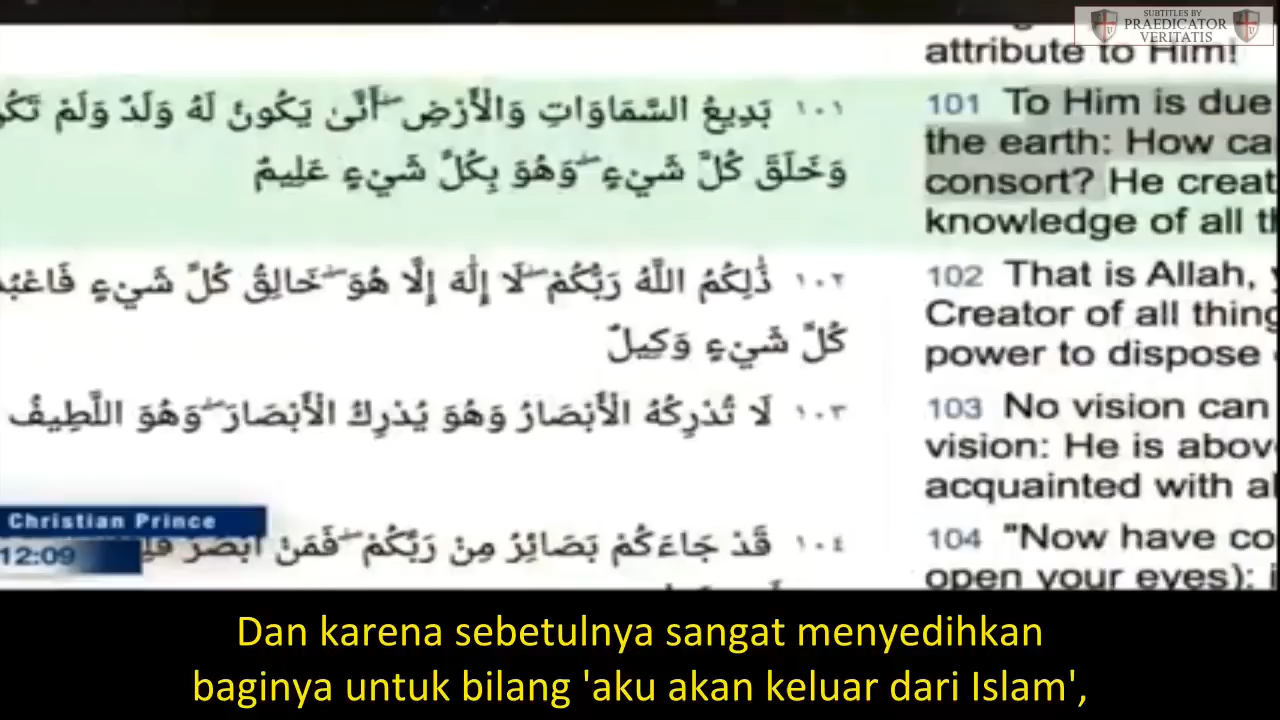 SUBTITLES BY
PRAEDICATOR
VERITATIS
attribute to Him!
١٠١ بَدِيعُ السَّمَاوَاتِ وَالْأَرْضِ ۖ أَنَّىٰ يَكُونُ لَهُ وَلَدٌ وَلَمْ
وَخَلَقَ كُلَّ شَيْءٍ ۖ وَهُوَ بِكُلِّ شَيْءٍ عَلِيمٌ
101 To Him is due
the earth: How ca
consort? He creat
knowledge of all t
١٠٢ ذَٰلِكُمُ اللَّهُ رَبُّكُمْ ۖ لَا إِلَٰهَ إِلَّا هُوَ ۖ خَالِقُ كُلِّ شَيْءٍ
كُلِّ شَيْءٍ وَكِيلٌ
102 That is Allah,
Creator of all thing
power to dispose
١٠٣ لَا تُدْرِكُهُ الْأَبْصَارُ وَهُوَ يُدْرِكُ الْأَبْصَارَ ۖ وَهُوَ اللَّطِيفُ
103 No vision can
vision: He is abov
acquainted with al
١٠٤ قَدْ جَاءَكُمْ بَصَائِرُ مِنْ رَبِّكُمْ ۖ فَمَنْ أَبْصَرَ
104 "Now have co
open your eyes):
Christian Prince
12:09
Dan karena sebetulnya sangat menyedihkan
baginya untuk bilang 'aku akan keluar dari Islam',